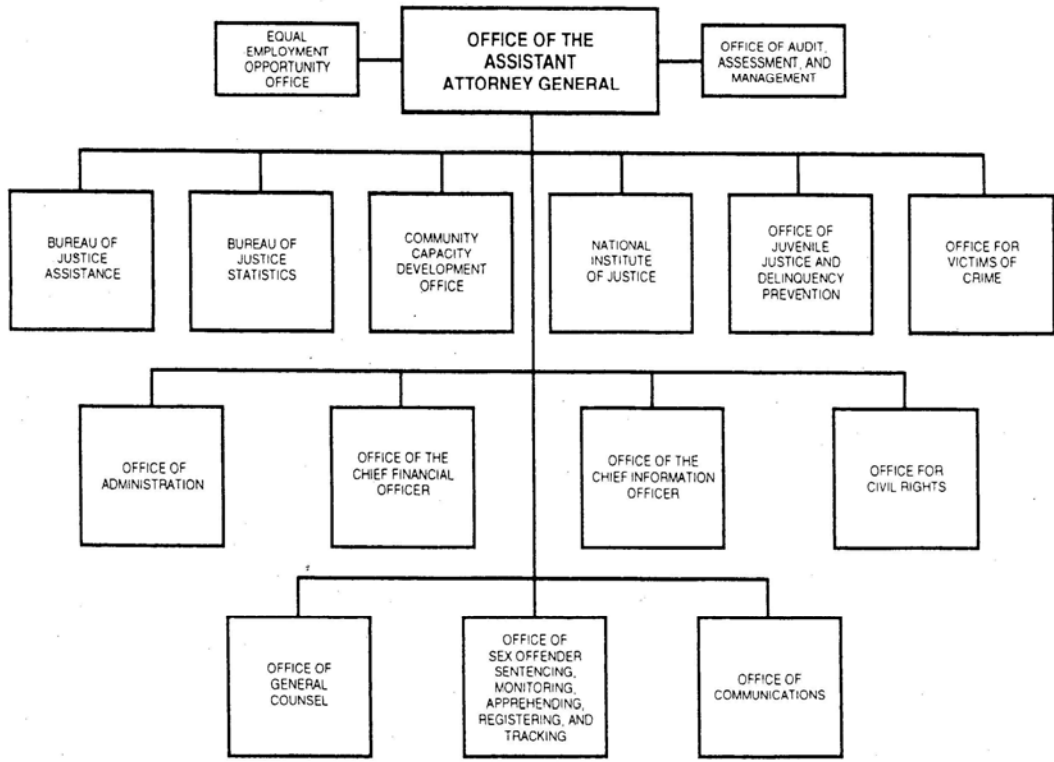 EQUAL
EMPLOYMENT
OPPORTUNITY
OFFICE
OFFICE OF THE
ASSISTANT
ATTORNEY GENERAL
OFFICE OF AUDIT,
ASSESSMENT, AND
MANAGEMENT
BUREAU OF
JUSTICE
ASSISTANCE
BUREAU OF
JUSTICE
STATISTICS
COMMUNITY
CAPACITY
DEVELOPMENT
OFFICE
NATIONAL
INSTITUTE
OF JUSTICE
OFFICE OF
JUVENILE
JUSTICE AND
DELINQUENCY
PREVENTION
OFFICE FOR
VICTIMS OF
CRIME
OFFICE OF
ADMINISTRATION
OFFICE OF THE
CHIEF FINANCIAL
OFFICER
OFFICE OF THE
CHIEF INFORMATION
OFFICER
OFFICE FOR
CIVIL RIGHTS
OFFICE OF
GENERAL
COUNSEL
OFFICE OF
SEX OFFENDER
SENTENCING,
MONITORING,
APPREHENDING,
REGISTERING, AND
TRACKING
OFFICE OF
COMMUNICATIONS